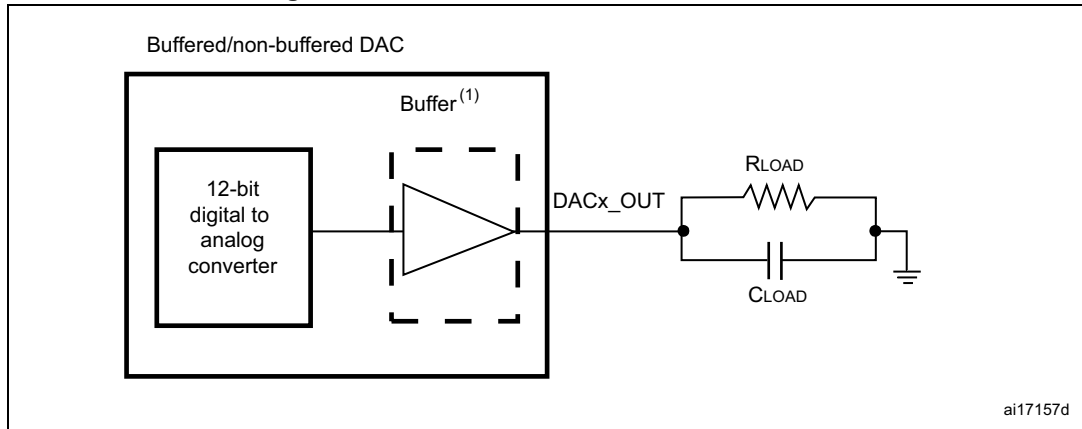 Buffered/non-buffered DAC
Buffer(1)
12-bit
digital to
analog
converter
DACx_OUT
RLOAD
CLOAD
ai17157d